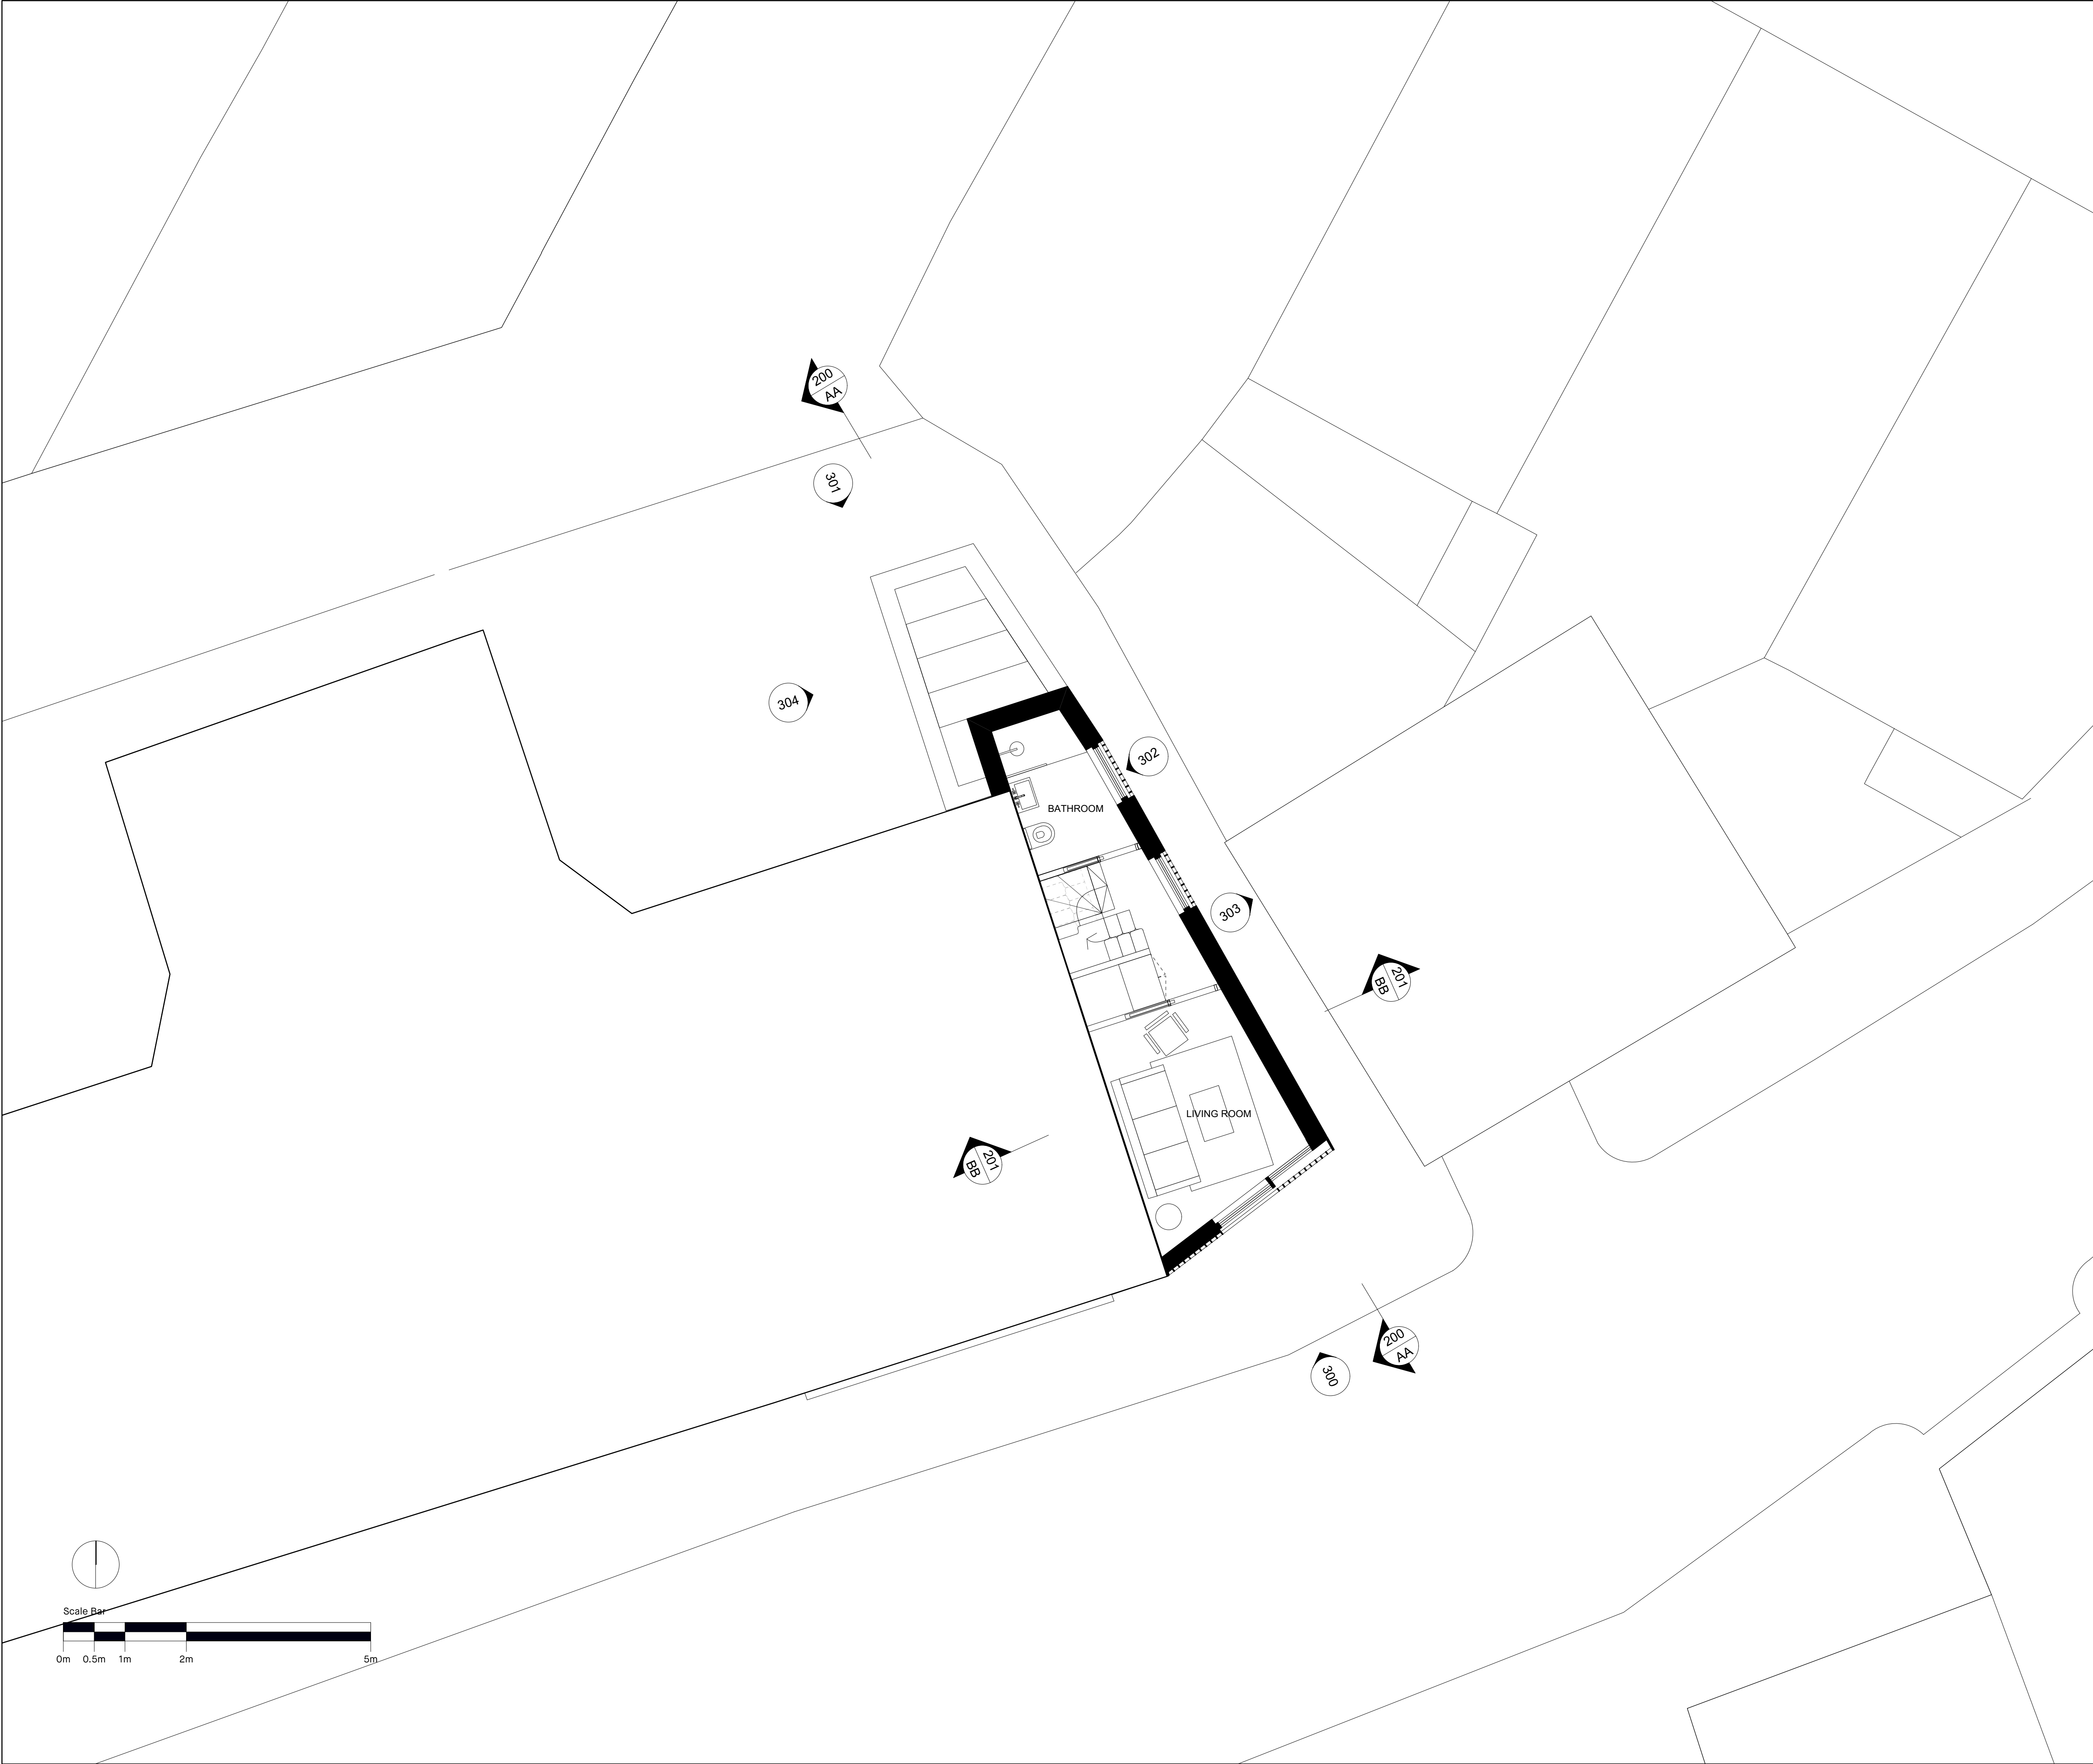 200
AA
301
304
302
BATHROOM
303
201
BB
LIVING ROOM
201
BB
200
AA
300
Scale Bar
0m 0.5m 1m 2m 5m